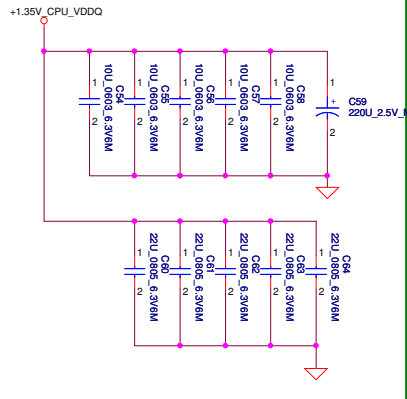 +1.35V_CPU_VDDQ
1
2
C54
10U_0603_6.3V6M
1
2
C55
10U_0603_6.3V6M
1
2
C56
10U_0603_6.3V6M
1
2
C57
10U_0603_6.3V6M
1
2
C58
10U_0603_6.3V6M
1
+
2
C59
220U_2.5V_
1
2
C60
22U_0805_6.3V6M
1
2
C61
22U_0805_6.3V6M
1
2
C62
22U_0805_6.3V6M
1
2
C63
22U_0805_6.3V6M
1
2
C64
22U_0805_6.3V6M